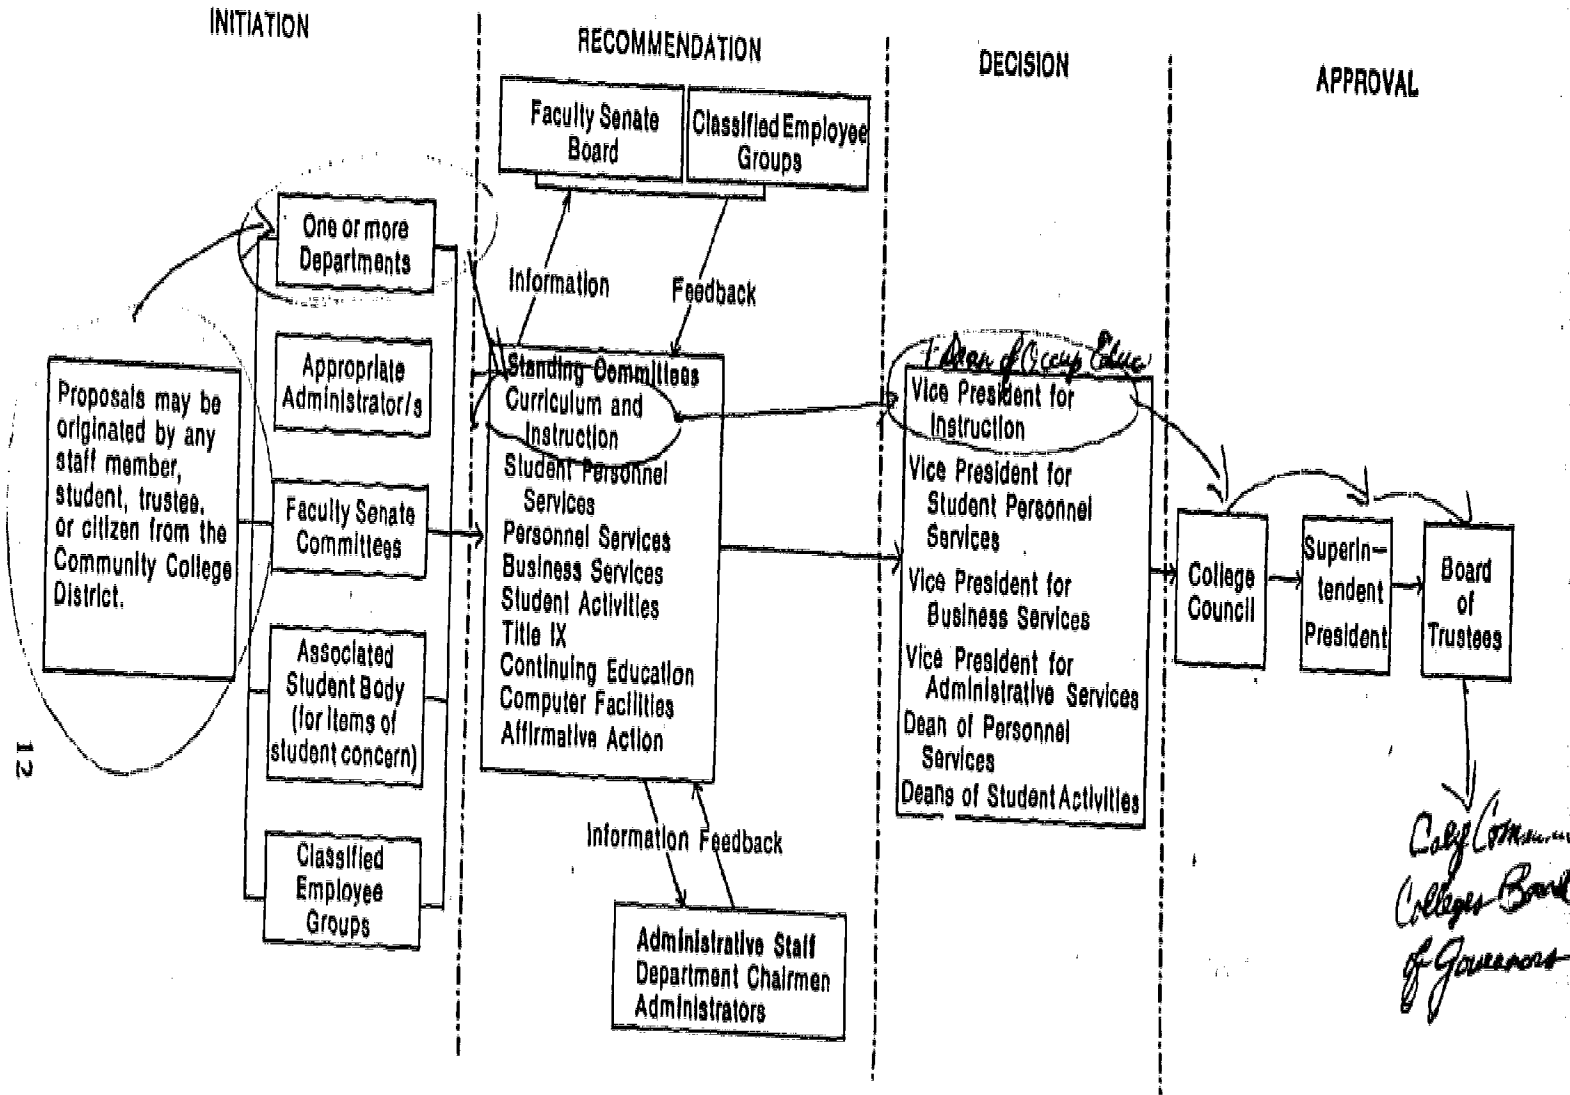 INITIATION
RECOMMENDATION
DECISION
APPROVAL
Faculty Senate
Board
Classified Employee
Groups
One or more
Departments
Information
Feedback
Appropriate
Administrator/s
Proposals may be
originated by any
staff member,
student, trustee.
or citizen from the
Community College
District.
Faculty Senate
Committees
Associated
Student Body
(for items of
student concern)
Classified
Employee
Groups
Standing Committees
Curriculum and
Instruction
Student Personnel
Services
Personnel Services
Business Services
Student Activities
Title IX
Continuing Education
Computer Facilities
Affirmative Action
Information Feedback
Administrative Staff
Department Chairmen
Administrators
Dean of Occup Educ
Vice President for
Instruction
Vice President for
Student Personnel
Services
Vice President for
Business Services
Vice President for
Administrative Services
Dean of Personnel
Services
Deans of Student Activities
College
Council
Superin-
tendent
President
Board
of
Trustees
Colleges Board
of Governors
12